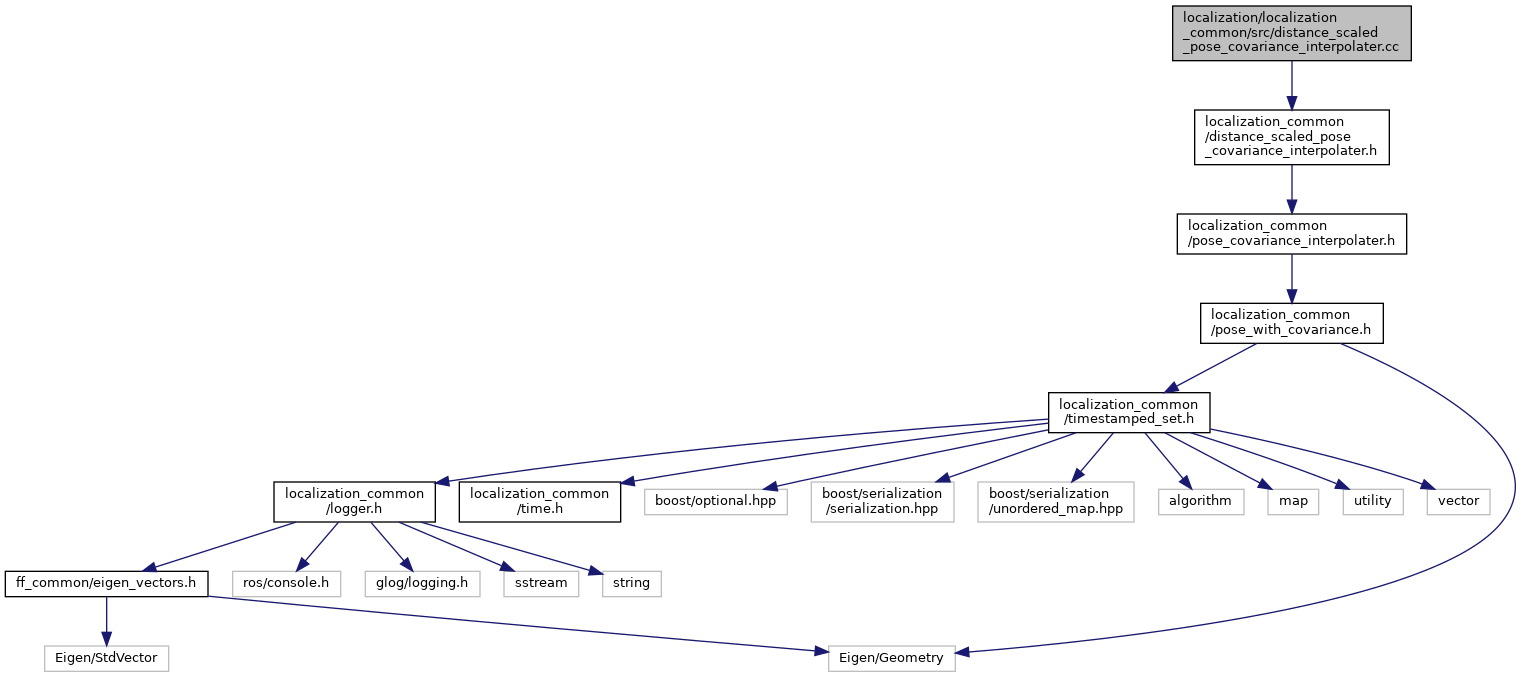 localization/localization
_common/src/distance_scaled
_pose_covariance_interpolater.cc
localization_common
/distance_scaled_pose
_covariance_interpolater.h
localization_common
/pose_covariance_interpolater.h
localization_common
/pose_with_covariance.h
localization_common
/timestamped_set.h
localization_common
/logger.h
localization_common
/time.h
boost/optional.hpp
boost/serialization
/serialization.hpp
boost/serialization
/unordered_map.hpp
algorithm
map
utility
vector
ff_common/eigen_vectors.h
ros/console.h
glog/logging.h
sstream
string
Eigen/StdVector
Eigen/Geometry